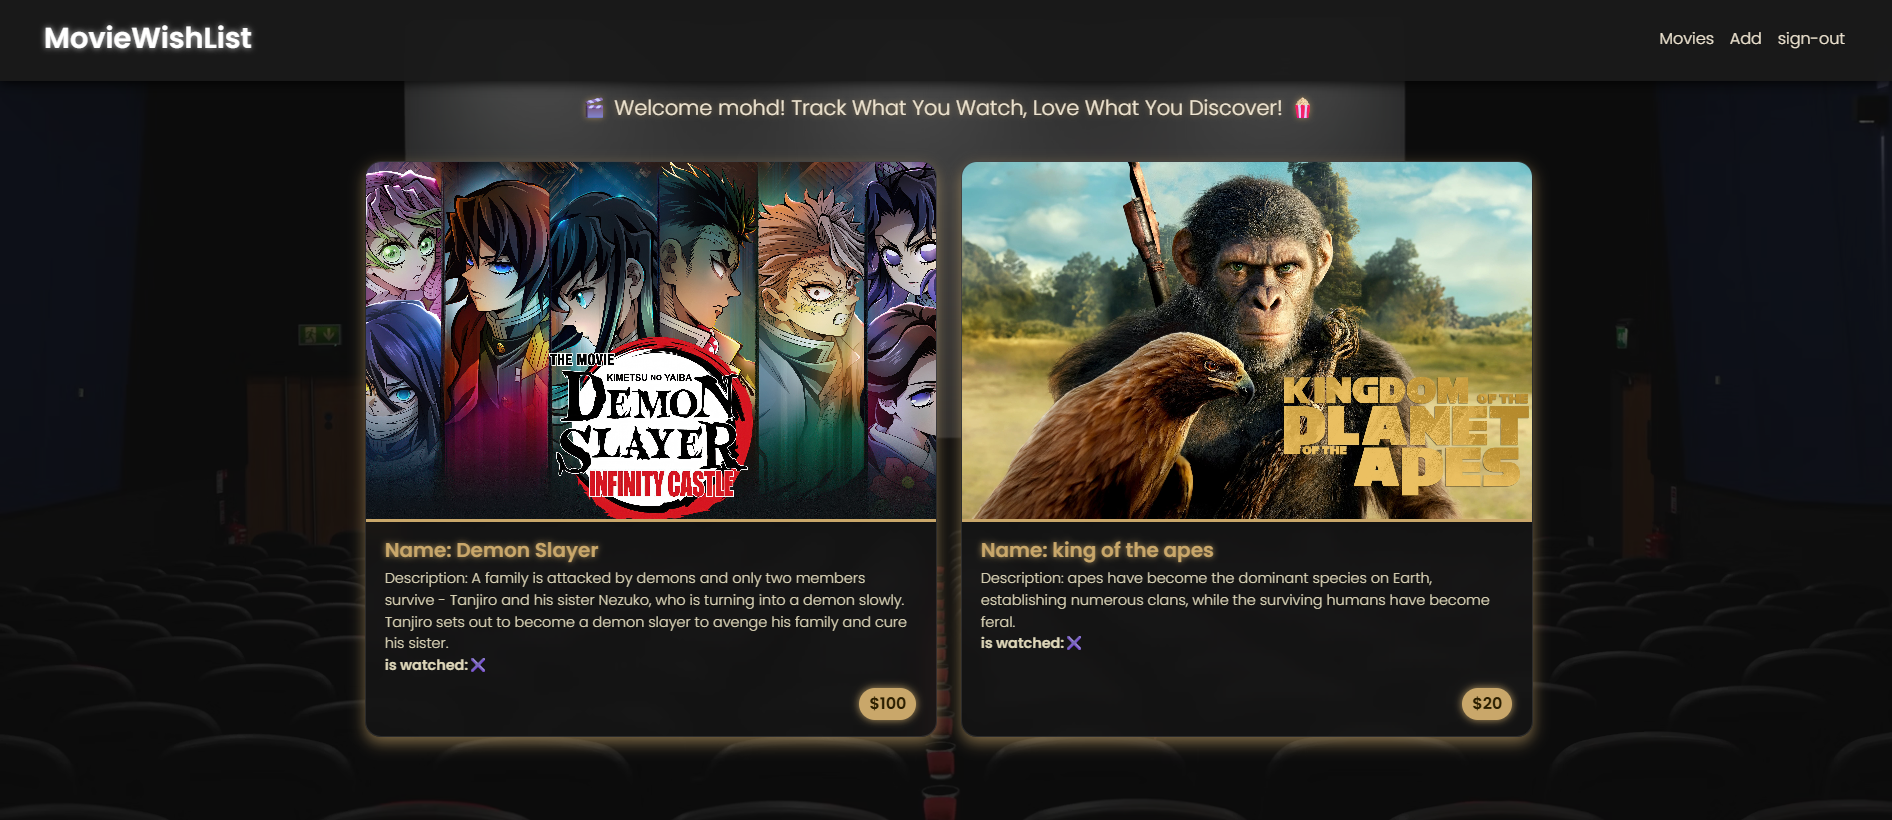 MovieWishList
Movies Add sign-out
🎬 Welcome mohd! Track What You Watch, Love What You Discover! 🍿
THE MOVIE
KIMETSU NO YAIBA
DEMON
SLAYER
INFINITY CASTLE
KINGDOM OF THE
PLANET
OF THE APES
Name: Demon Slayer
Description: A family is attacked by demons and only two members
survive - Tanjiro and his sister Nezuko, who is turning into a demon slowly.
Tanjiro sets out to become a demon slayer to avenge his family and cure
his sister.
is watched: ❌
$100
Name: king of the apes
Description: apes have become the dominant species on Earth,
establishing numerous clans, while the surviving humans have become
feral.
is watched: ❌
$20